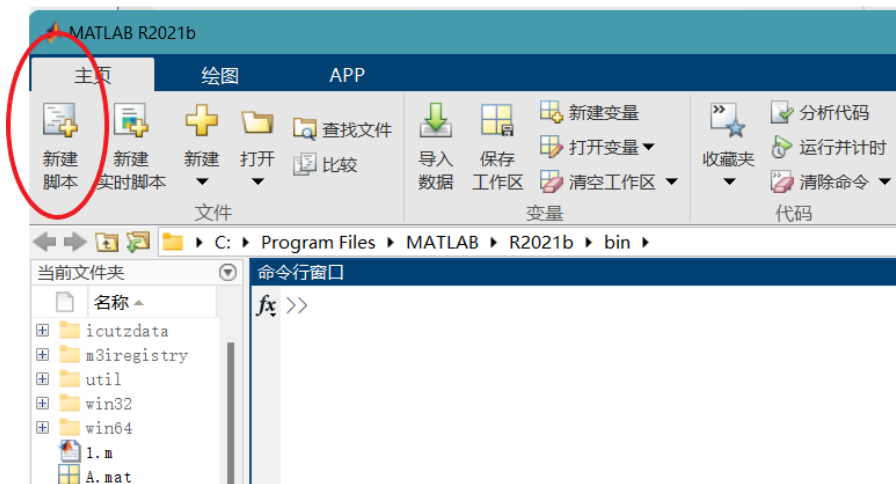 MATLAB R2021b
主页 绘图 APP
新建脚本 新建实时脚本 新建 打开 查找文件 比较 导入数据 保存工作区 新建变量 打开变量 清空工作区 收藏夹 分析代码 运行并计时 清除命令
文件 变量 代码
C: Program Files MATLAB R2021b bin
当前文件夹 命令行窗口
名称 fx >>
icutzdata
m3iregistry
util
win32
win64
1.m
A.mat